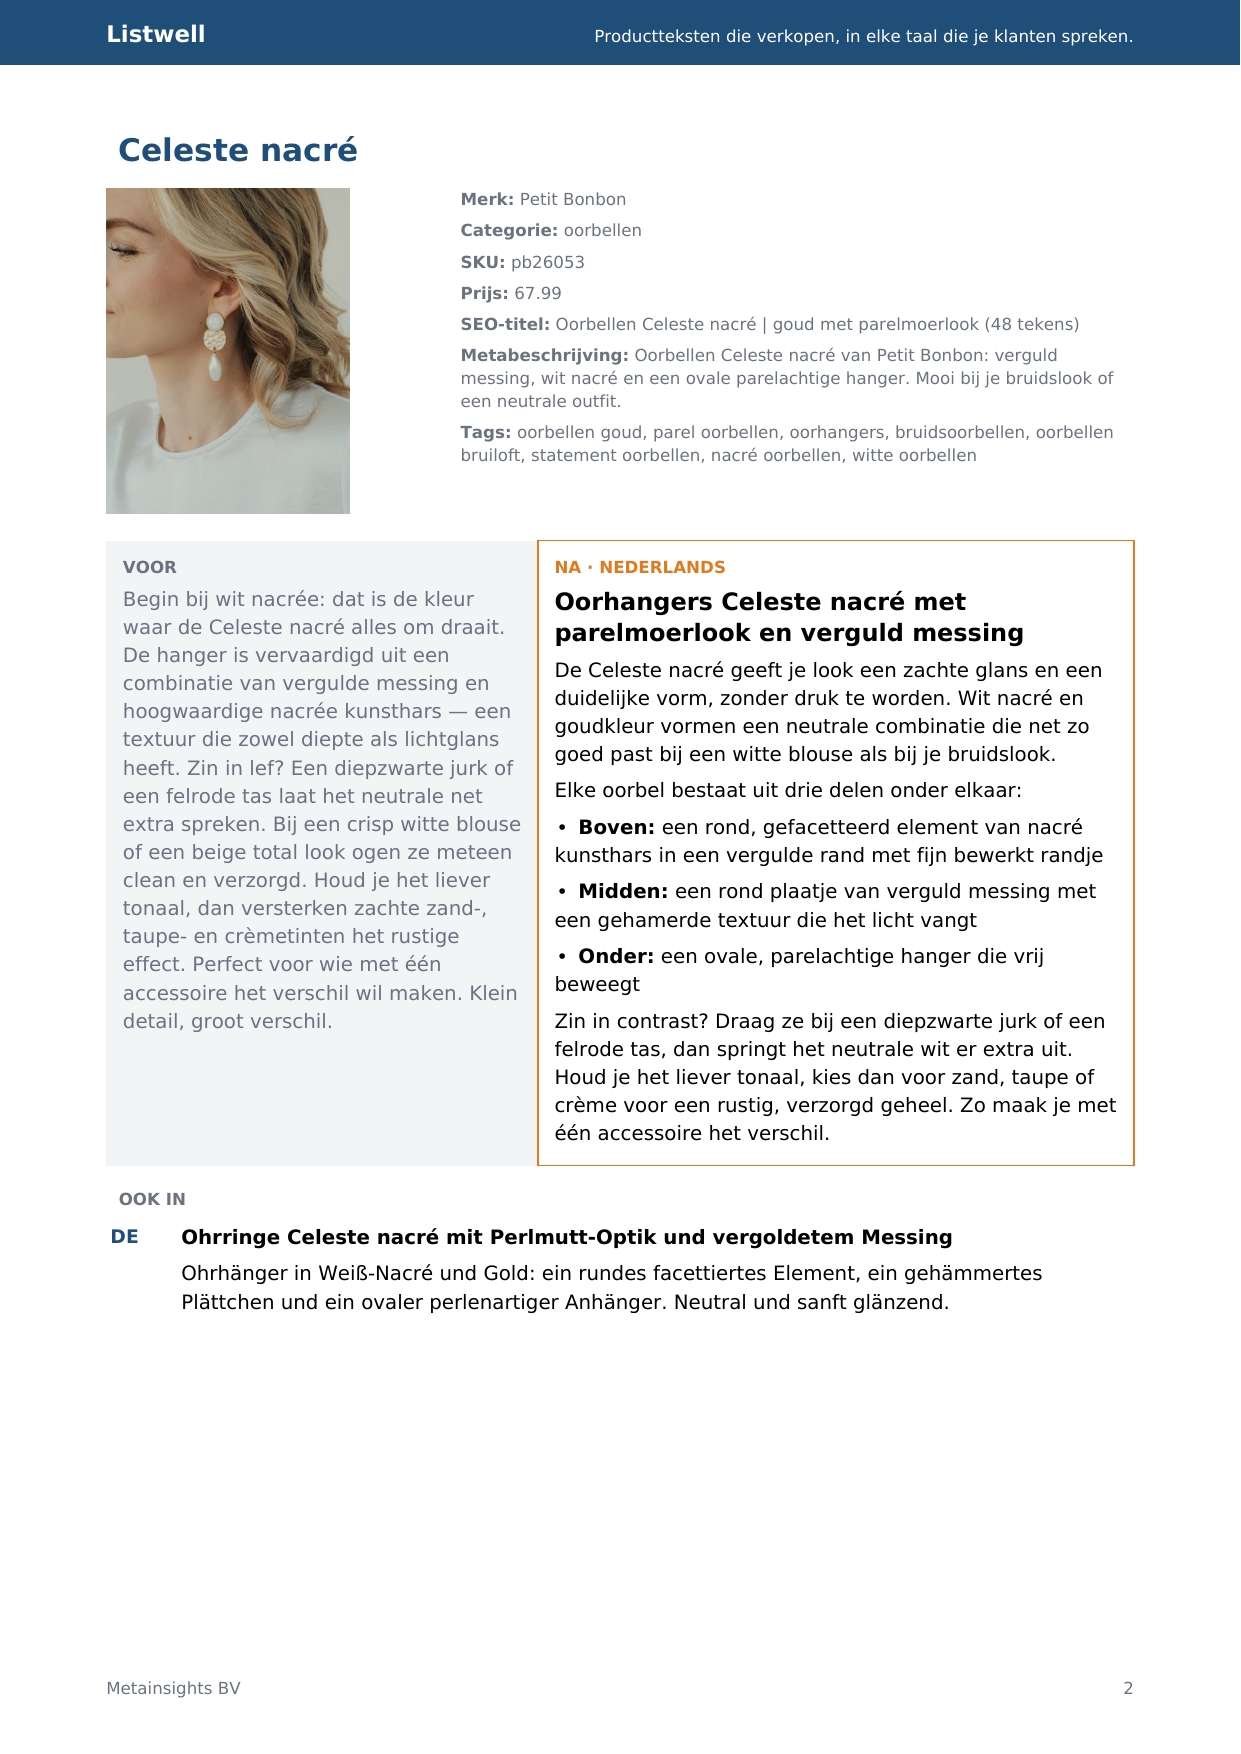 Listwell
Productteksten die verkopen, in elke taal die je klanten spreken.
Celeste nacré
Merk: Petit Bonbon
Categorie: oorbellen
SKU: pb26053
Prijs: 67.99
SEO-titel: Oorbellen Celeste nacré | goud met parelmoerlook (48 tekens)
Metabeschrijving: Oorbellen Celeste nacré van Petit Bonbon: verguld
messing, wit nacré en een ovale parelachtige hanger. Mooi bij je bruidslook of
een neutrale outfit.
Tags: oorbellen goud, parel oorbellen, oorhangers, bruidsoorbellen, oorbellen
bruiloft, statement oorbellen, nacré oorbellen, witte oorbellen
VOOR
Begin bij wit nacrée: dat is de kleur
waar de Celeste nacré alles om draait.
De hanger is vervaardigd uit een
combinatie van vergulde messing en
hoogwaardige nacrée kunsthars — een
textuur die zowel diepte als lichtglans
heeft. Zin in lef? Een diepzwarte jurk of
een felrode tas laat het neutrale net
extra spreken. Bij een crisp witte blouse
of een beige total look ogen ze meteen
clean en verzorgd. Houd je het liever
tonaal, dan versterken zachte zand-,
taupe- en crèmetinten het rustige
effect. Perfect voor wie met één
accessoire het verschil wil maken. Klein
detail, groot verschil.
NA · NEDERLANDS
Oorhangers Celeste nacré met
parelmoerlook en verguld messing
De Celeste nacré geeft je look een zachte glans en een
duidelijke vorm, zonder druk te worden. Wit nacré en
goudkleur vormen een neutrale combinatie die net zo
goed past bij een witte blouse als bij je bruidslook.
Elke oorbel bestaat uit drie delen onder elkaar:
• Boven: een rond, gefacetteerd element van nacré
kunsthars in een vergulde rand met fijn bewerkt randje
• Midden: een rond plaatje van verguld messing met
een gehamerde textuur die het licht vangt
• Onder: een ovale, parelachtige hanger die vrij
beweegt
Zin in contrast? Draag ze bij een diepzwarte jurk of een
felrode tas, dan springt het neutrale wit er extra uit.
Houd je het liever tonaal, kies dan voor zand, taupe of
crème voor een rustig, verzorgd geheel. Zo maak je met
één accessoire het verschil.
OOK IN
DE
Ohrringe Celeste nacré mit Perlmutt-Optik und vergoldetem Messing
Ohrhänger in Weiß-Nacré und Gold: ein rundes facettiertes Element, ein gehämmertes
Plättchen und ein ovaler perlenartiger Anhänger. Neutral und sanft glänzend.
Metainsights BV
2